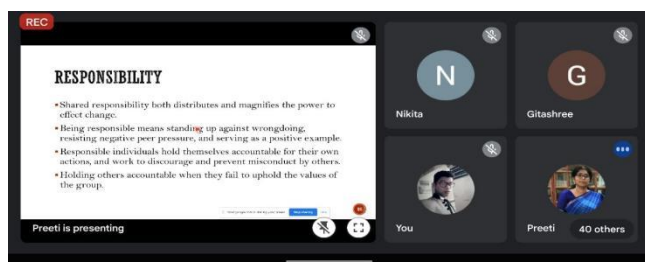 REC
RESPONSIBILITY
▪Shared responsibility both distributes and magnifies the power to
effect change.
▪Being responsible means standing up against wrongdoing,
resisting negative peer pressure, and serving as a positive example.
▪Responsible individuals hold themselves accountable for their own
actions, and work to discourage and prevent misconduct by others.
▪Holding others accountable when they fail to uphold the values of
the group.
Preeti is presenting
N
Nikita
G
Gitashree
You
Preeti
40 others